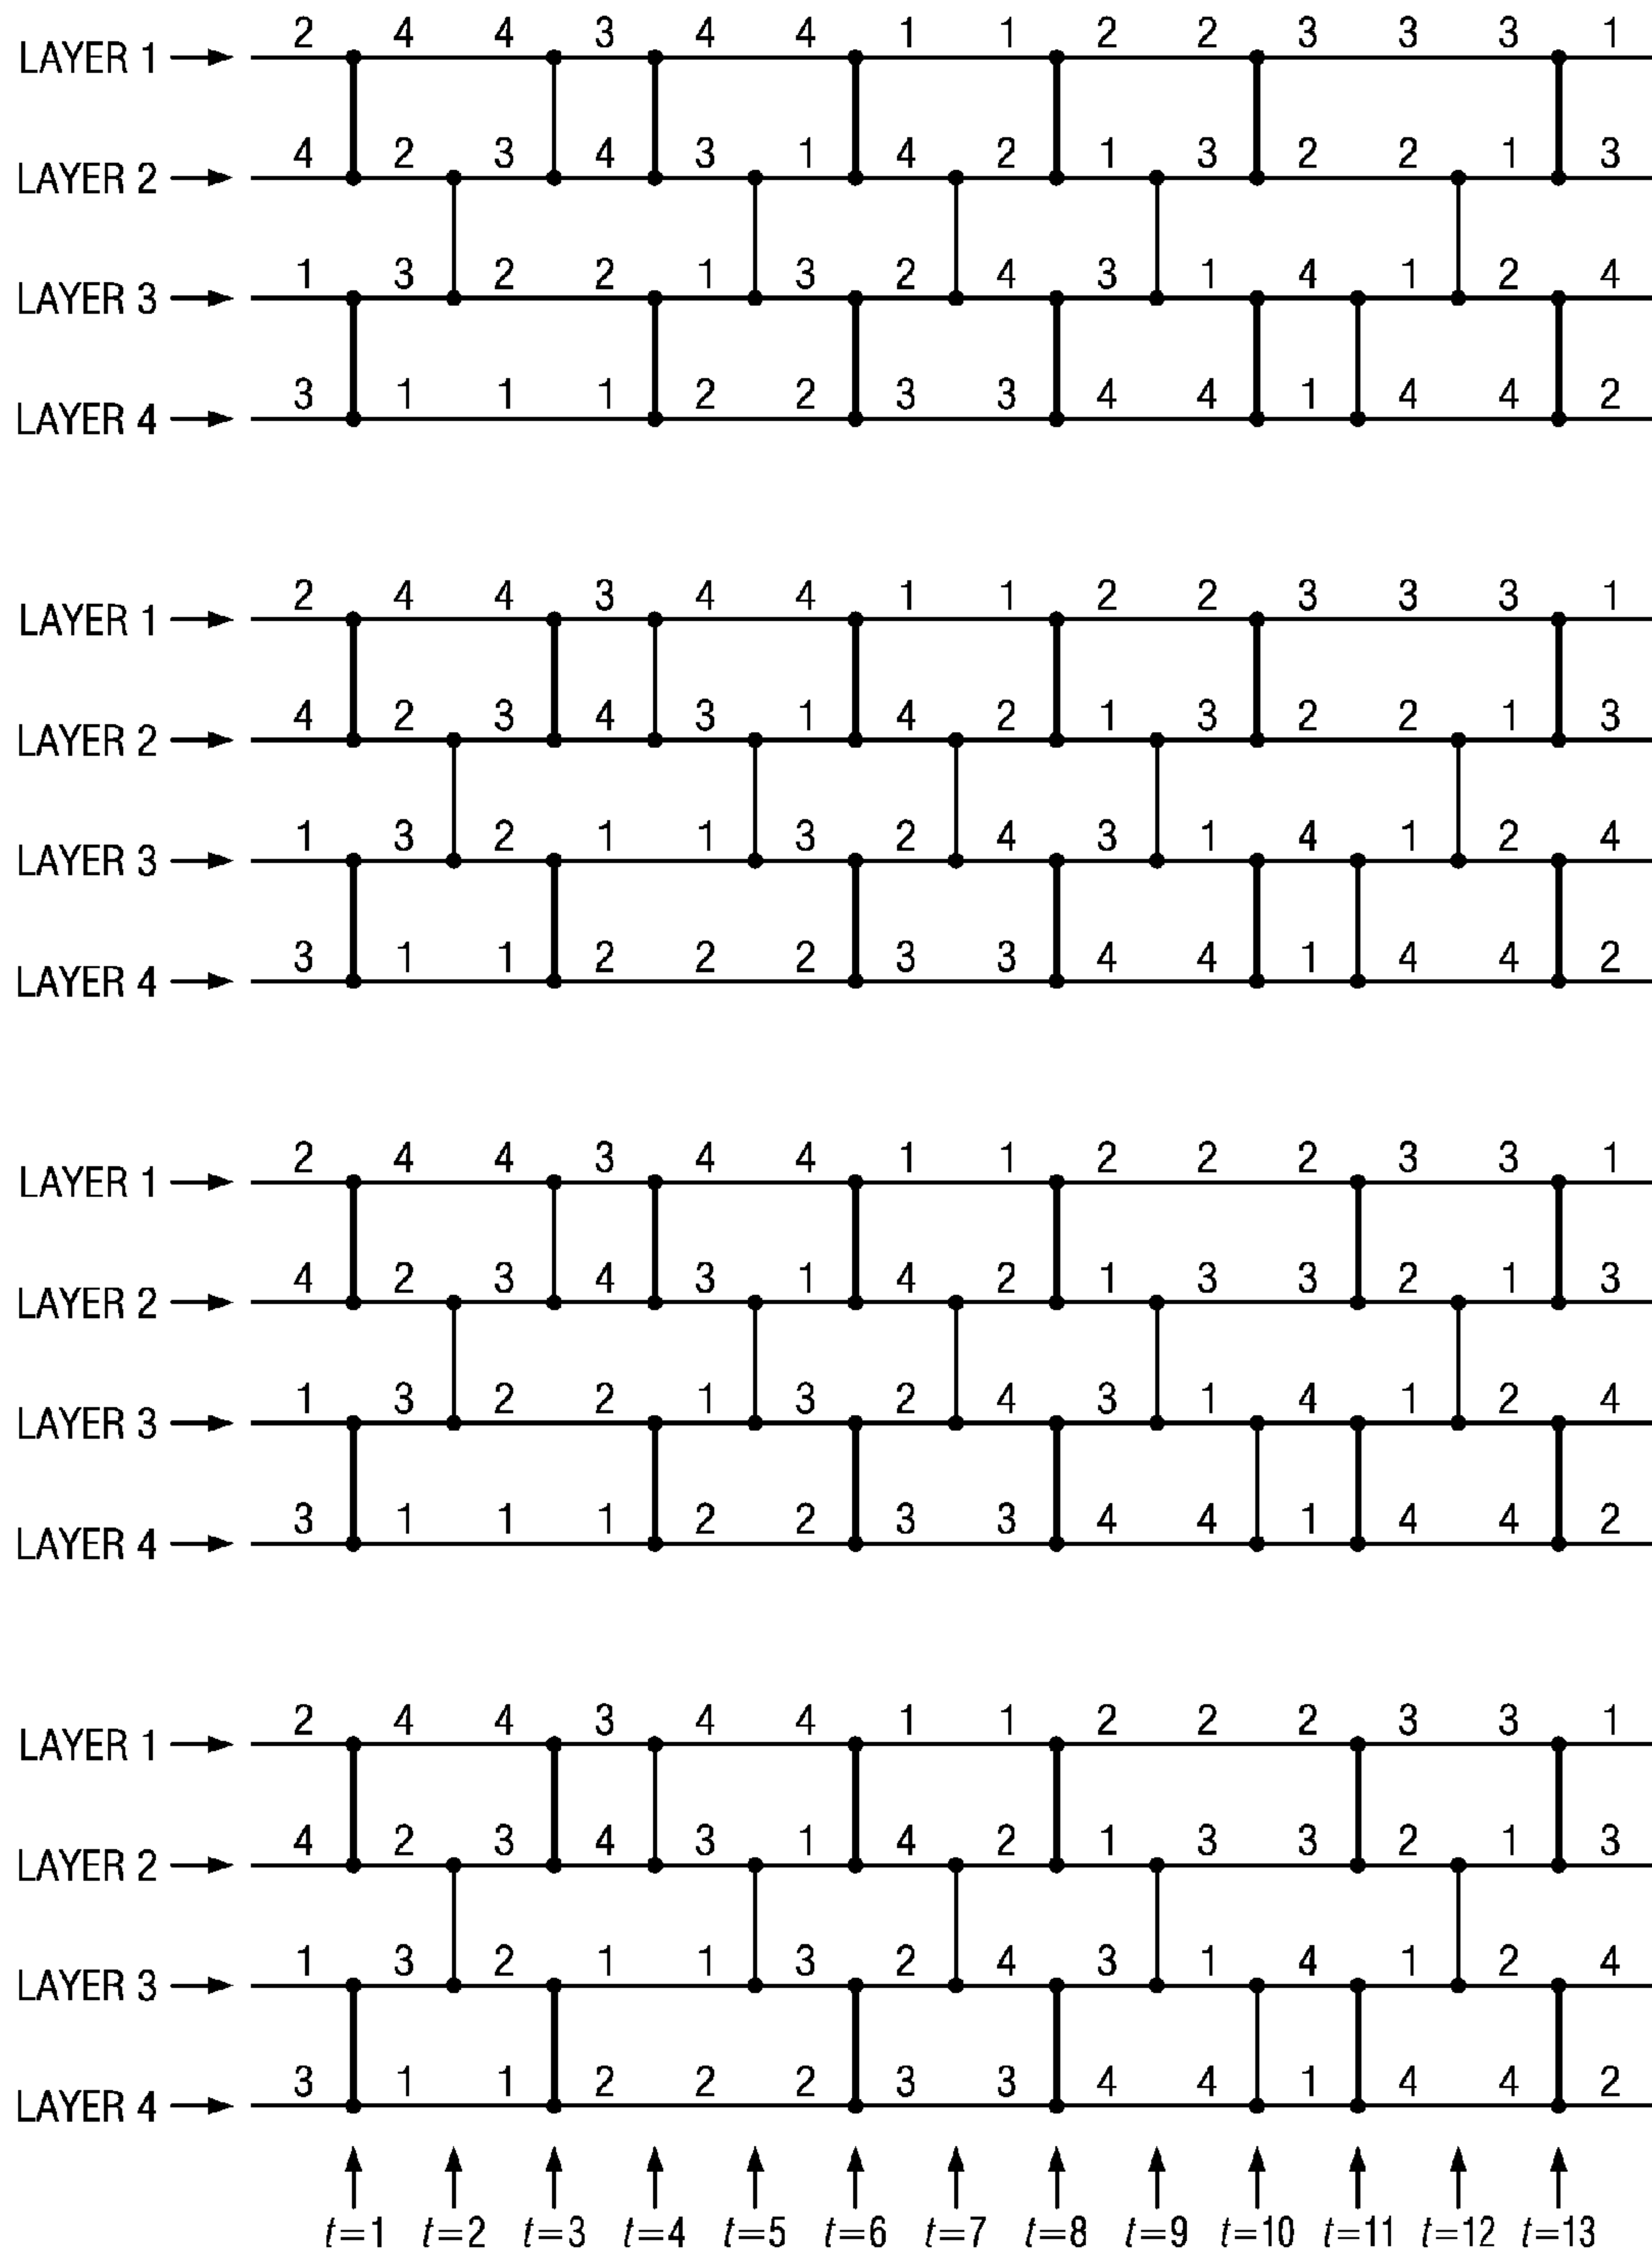 2 4 4 3 4 4 1 1 2 2 3 3 3 1
LAYER 1
4 2 3 4 3 1 4 2 1 3 2 2 1 3
LAYER 2
1 3 2 2 1 3 2 4 3 1 4 1 2 4
LAYER 3
3 1 1 1 2 2 3 3 4 4 1 4 4 2
LAYER 4
2 4 4 3 4 4 1 1 2 2 3 3 3 1
LAYER 1
4 2 3 4 3 1 4 2 1 3 2 2 1 3
LAYER 2
1 3 2 1 1 3 2 4 3 1 4 1 2 4
LAYER 3
3 1 1 2 2 2 3 3 4 4 1 4 4 2
LAYER 4
2 4 4 3 4 4 1 1 2 2 2 3 3 1
LAYER 1
4 2 3 4 3 1 4 2 1 3 3 2 1 3
LAYER 2
1 3 2 2 1 3 2 4 3 1 4 1 2 4
LAYER 3
3 1 1 1 2 2 3 3 4 4 1 4 4 2
LAYER 4
2 4 4 3 4 4 1 1 2 2 2 3 3 1
LAYER 1
4 2 3 4 3 1 4 2 1 3 3 2 1 3
LAYER 2
1 3 2 1 1 3 2 4 3 1 4 1 2 4
LAYER 3
3 1 1 2 2 2 3 3 4 4 1 4 4 2
LAYER 4
t=1 t=2 t=3 t=4 t=5 t=6 t=7 t=8 t=9 t=10 t=11 t=12 t=13